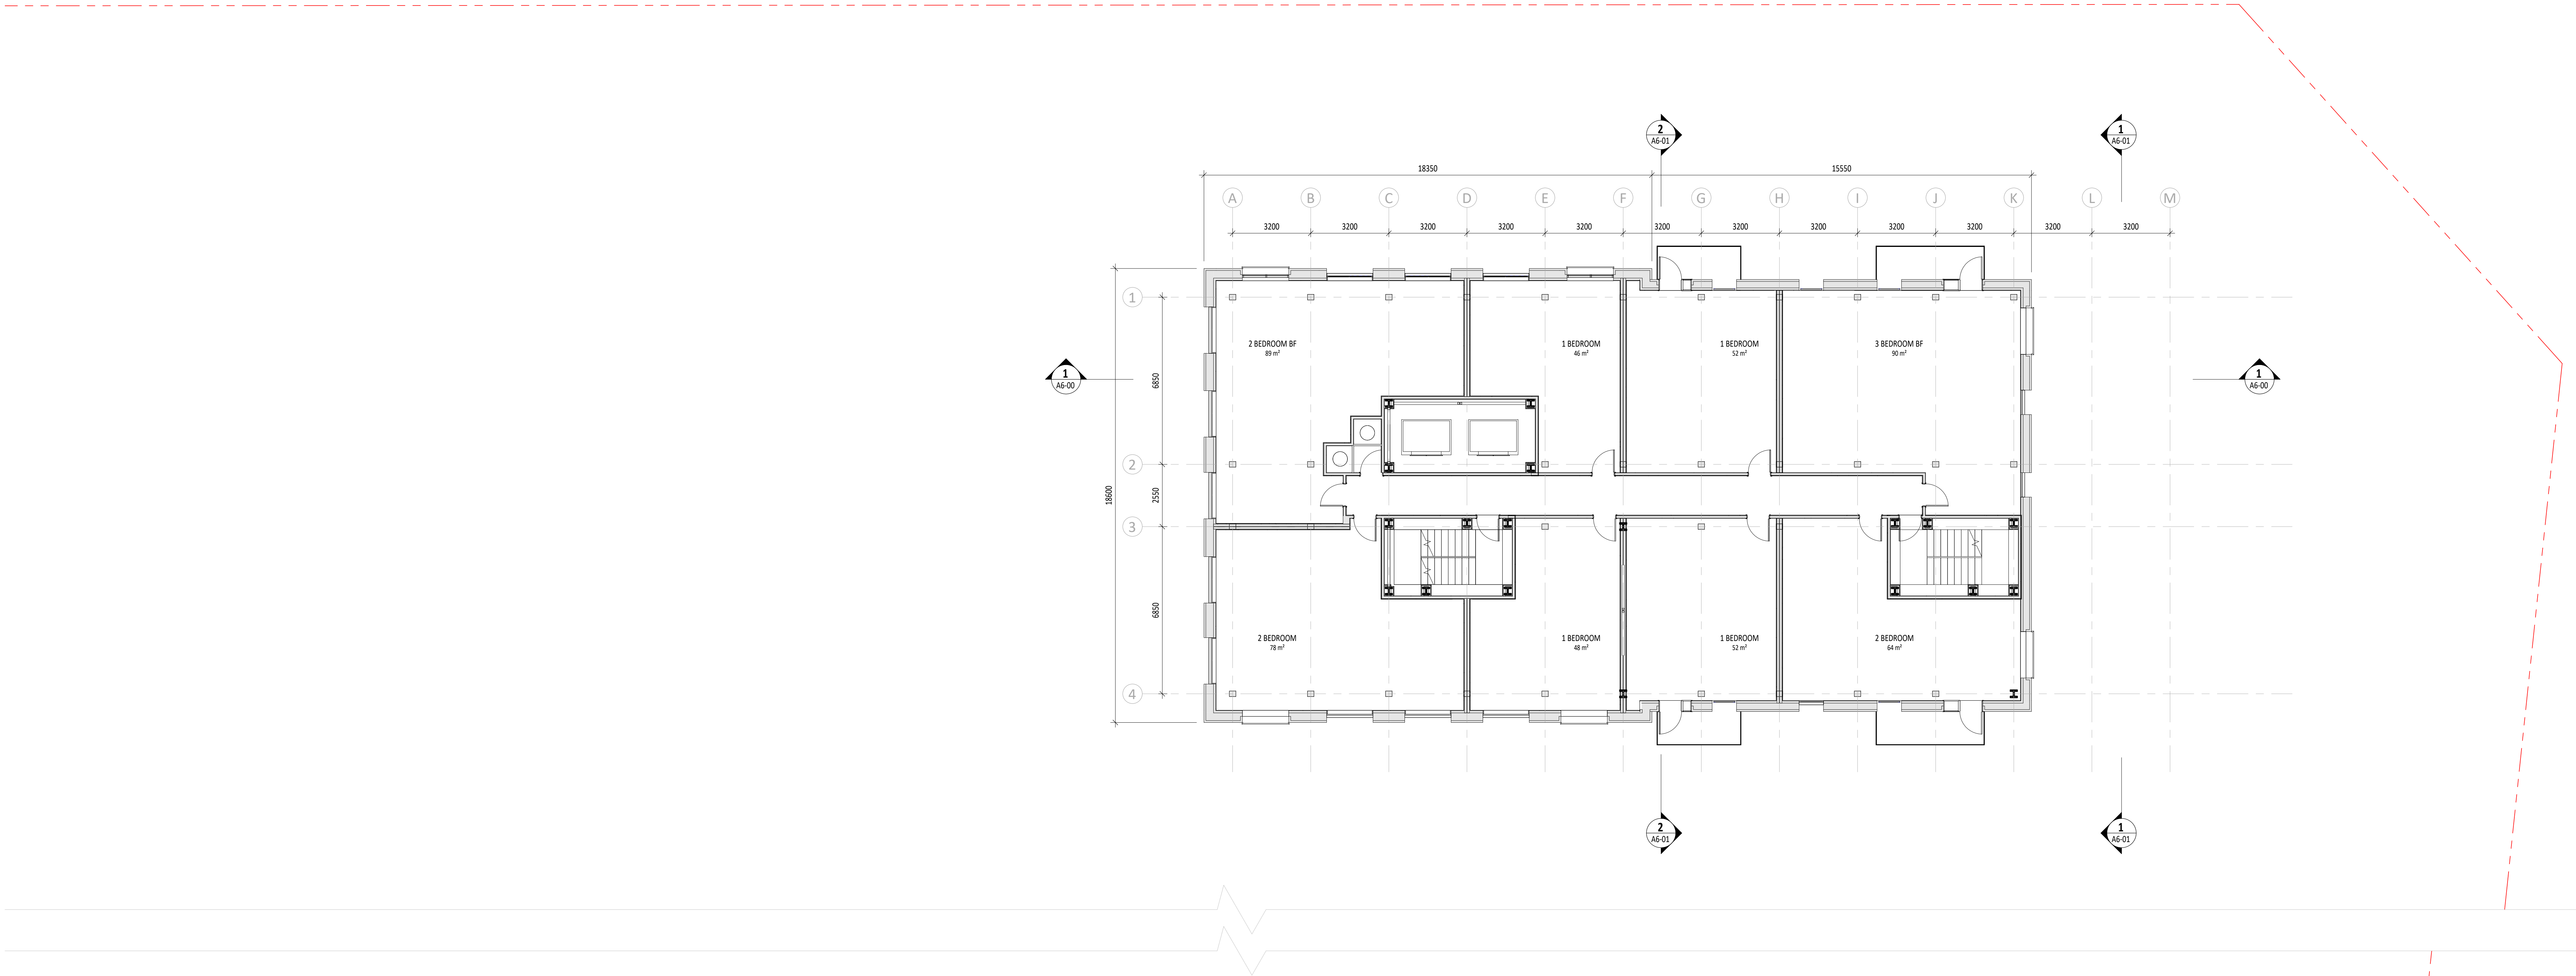 2
A6-01
1
A6-01
18350
15550
A
B
C
D
E
F
G
H
I
J
K
L
M
3200
3200
3200
3200
3200
3200
3200
3200
3200
3200
3200
3200
1
2 BEDROOM BF
89 m²
1 BEDROOM
46 m²
1 BEDROOM
52 m²
3 BEDROOM BF
90 m²
1
A6-00
6850
1
A6-00
2
18600
2550
3
6850
2 BEDROOM
78 m²
1 BEDROOM
48 m²
1 BEDROOM
52 m²
2 BEDROOM
64 m²
4
2
A6-01
1
A6-01